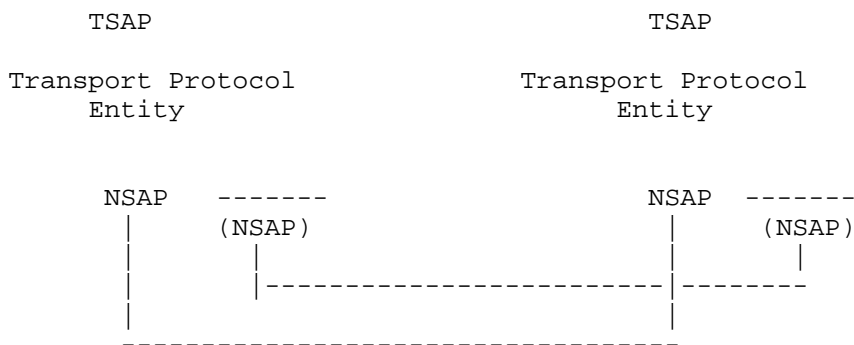 TSAP TSAP
Transport Protocol Transport Protocol
Entity Entity
NSAP ------- NSAP -------
| (NSAP) | (NSAP)
| | | |
| |-------------------------|--------
| |
-----------------------------------